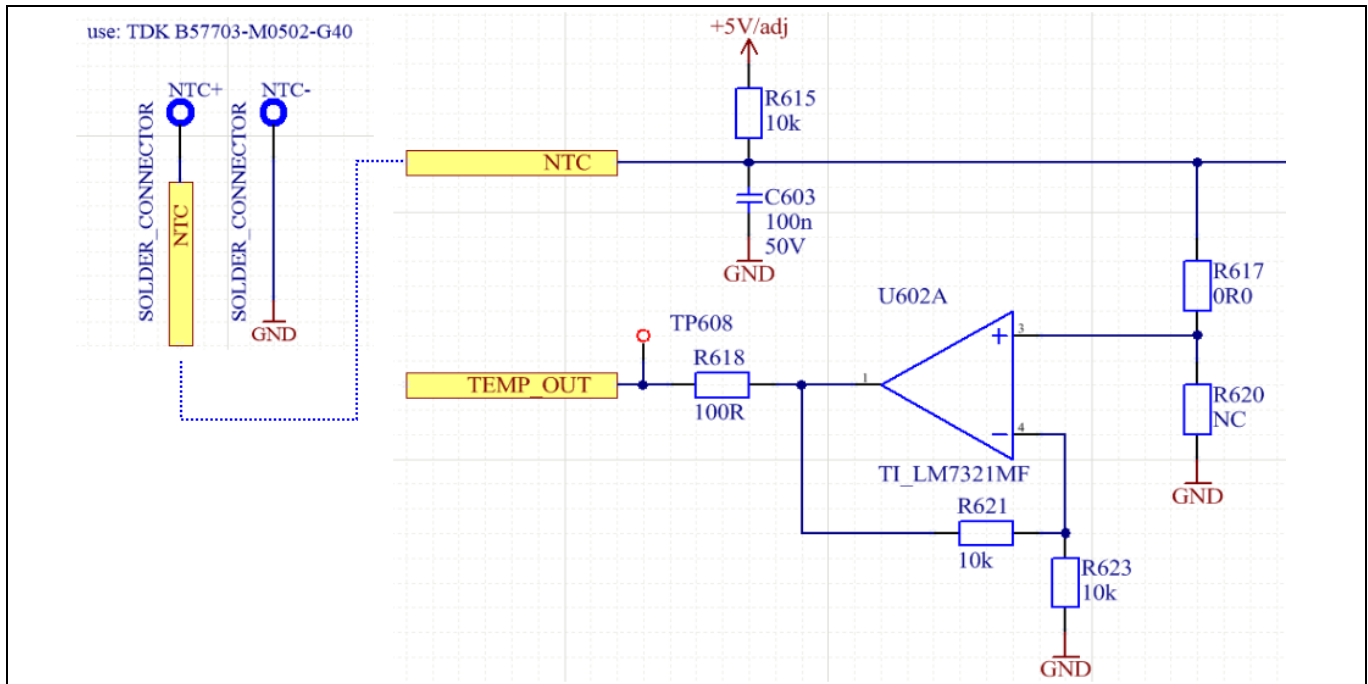 use: TDK B57703-M0502-G40
NTC+
NTC-
SOLDER_CONNECTOR
SOLDER_CONNECTOR
NTC
GND
+5V/adj
R615
10k
NTC
C603
100n
50V
GND
R617
0R0
U602A
3
TP608
R618
100R
TEMP_OUT
1
+
−
4
TI_LM7321MF
R620
NC
GND
R621
10k
R623
10k
GND